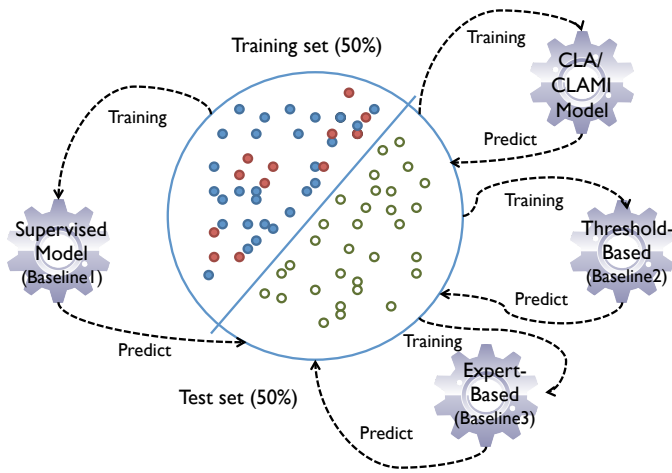 Training set (50%)
Training
CLA/
CLAMI
Model
Training
Predict
Training
Supervised
Model
(Baseline1)
Threshold-
Based
(Baseline2)
Predict
Predict
Training
Expert-
Based
(Baseline3)
Test set (50%)
Predict